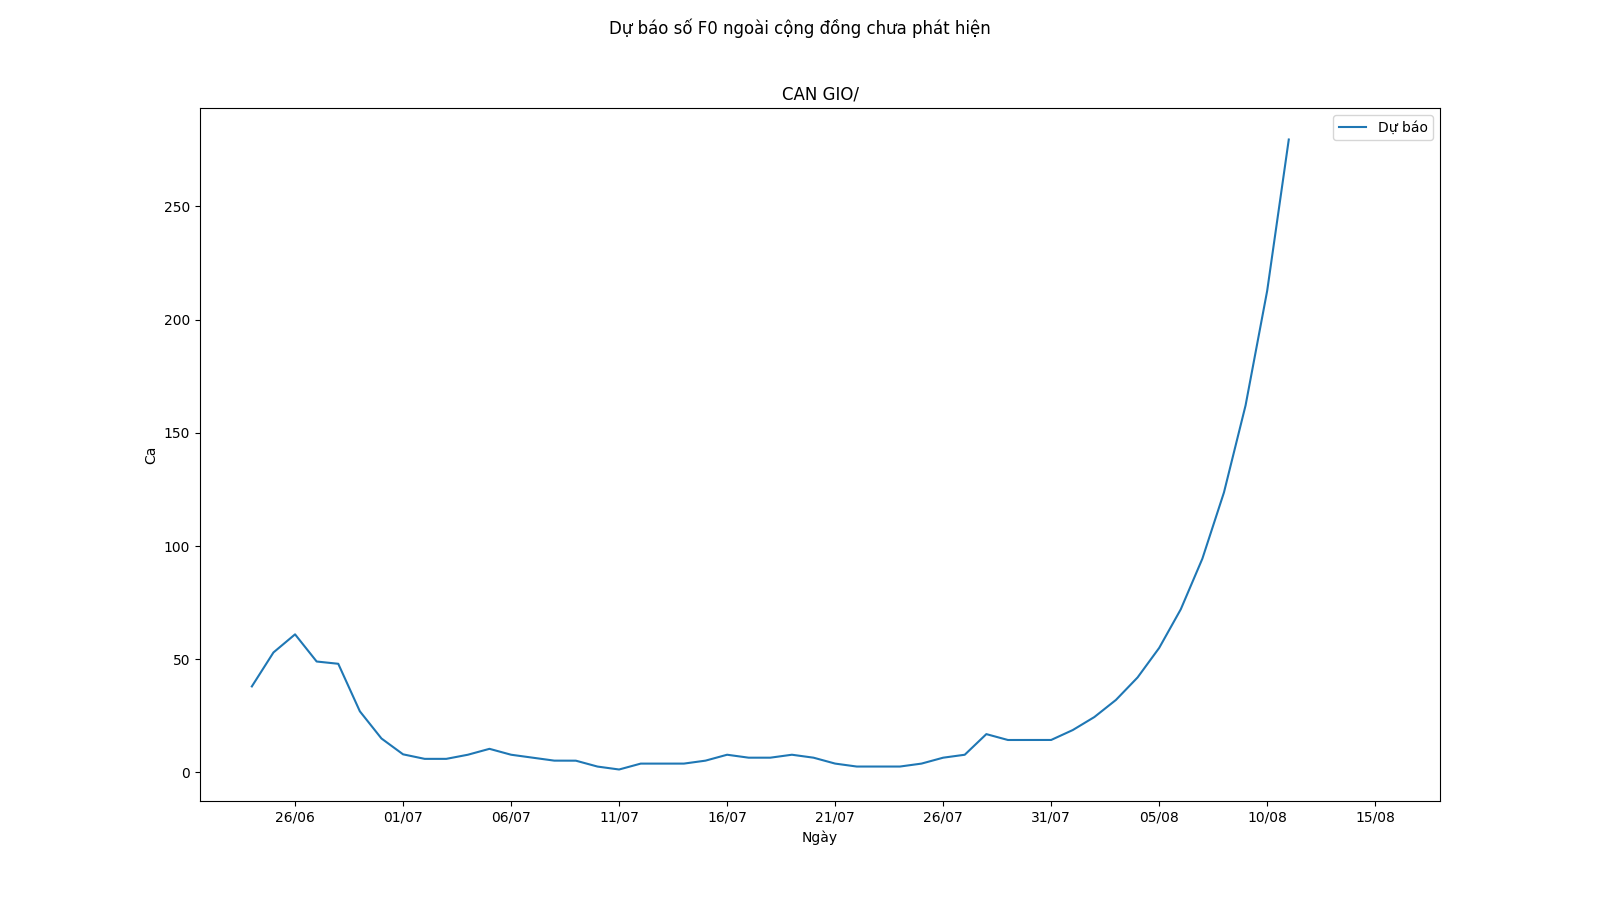 Dự báo số F0 ngoài cộng đồng chưa phát hiện
CAN GIO/
Dự báo
250
200
150
100
50
0
Ca
26/06 01/07 06/07 11/07 16/07 21/07 26/07 31/07 05/08 10/08 15/08
Ngày